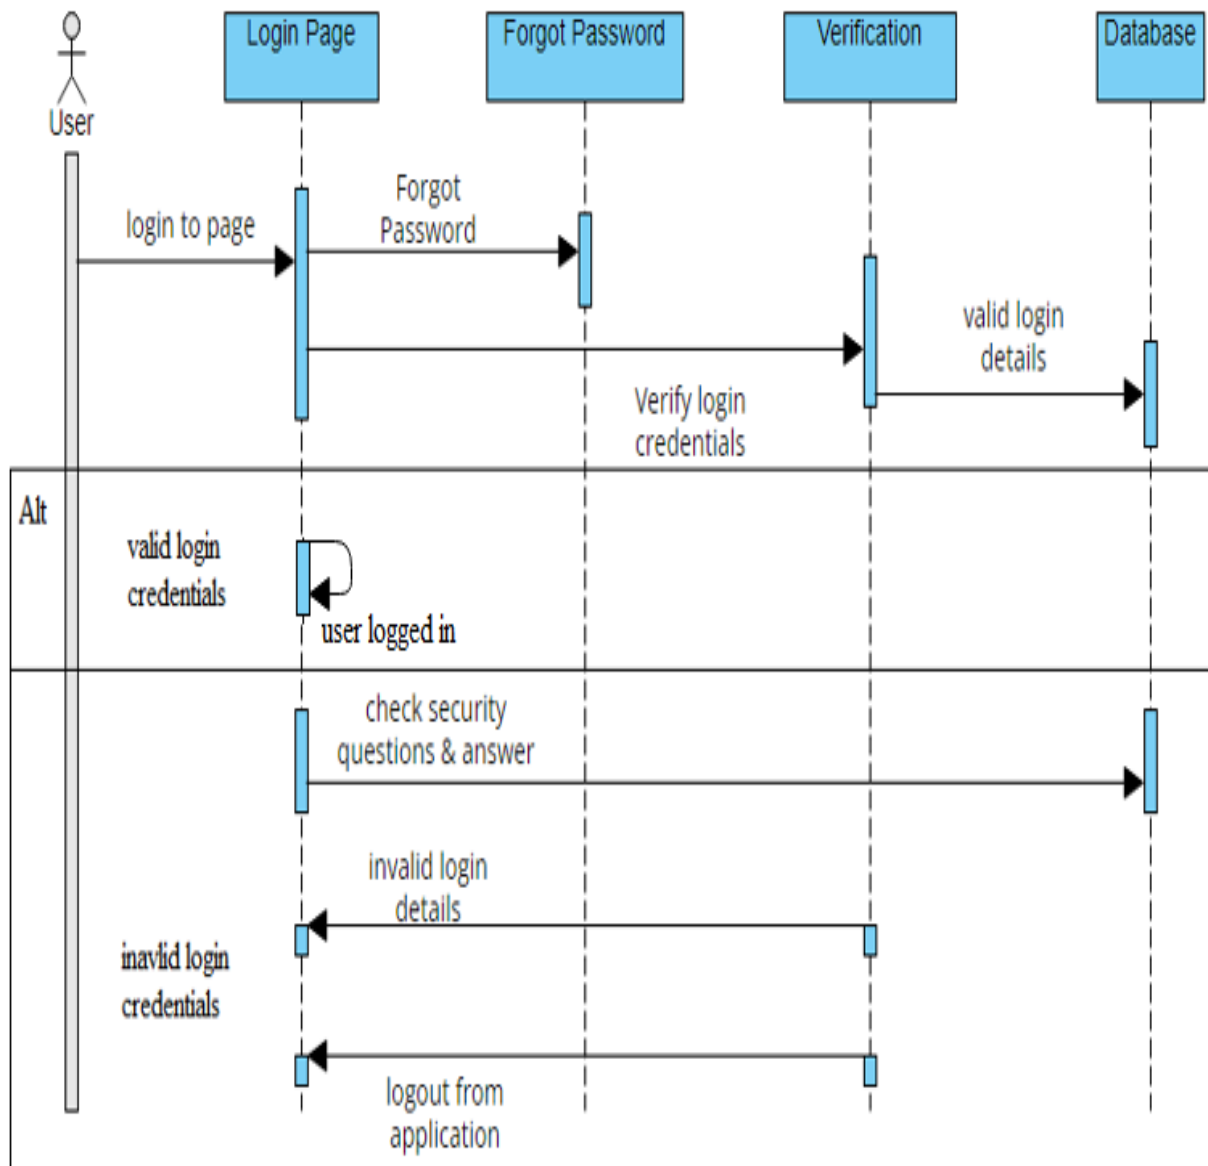 Login Page
Forgot Password
Verification
Database
User
login to page
Forgot
Password
valid login
details
Verify login
credentials
Alt
valid login
credentials
user logged in
check security
questions & answer
invalid login
details
inavlid login
credentials
logout from
application